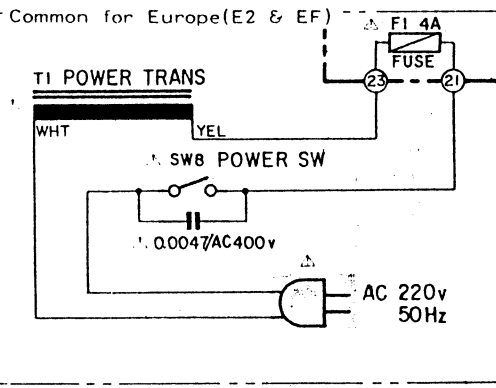 Common for Europe(E2 & EF)
F1 4A
FUSE
23
21
T1 POWER TRANS
WHT
YEL
SW8 POWER SW
0.0047/AC400v
AC 220v
50Hz